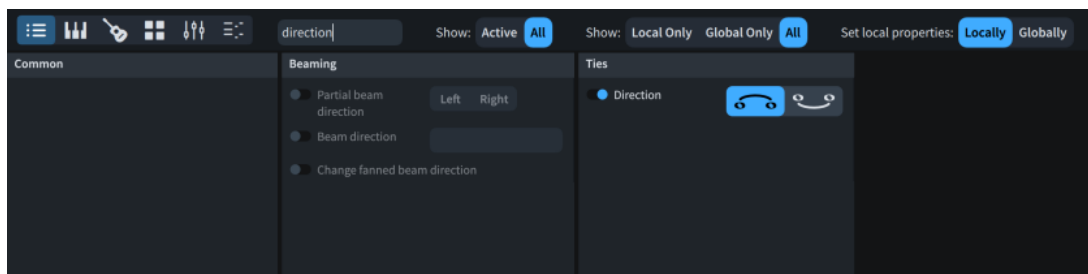 direction
Show: Active All
Show: Local Only Global Only All
Set local properties: Locally Globally
Common
Beaming
Partial beam
direction
Left Right
Beam direction
Change fanned beam direction
Ties
Direction